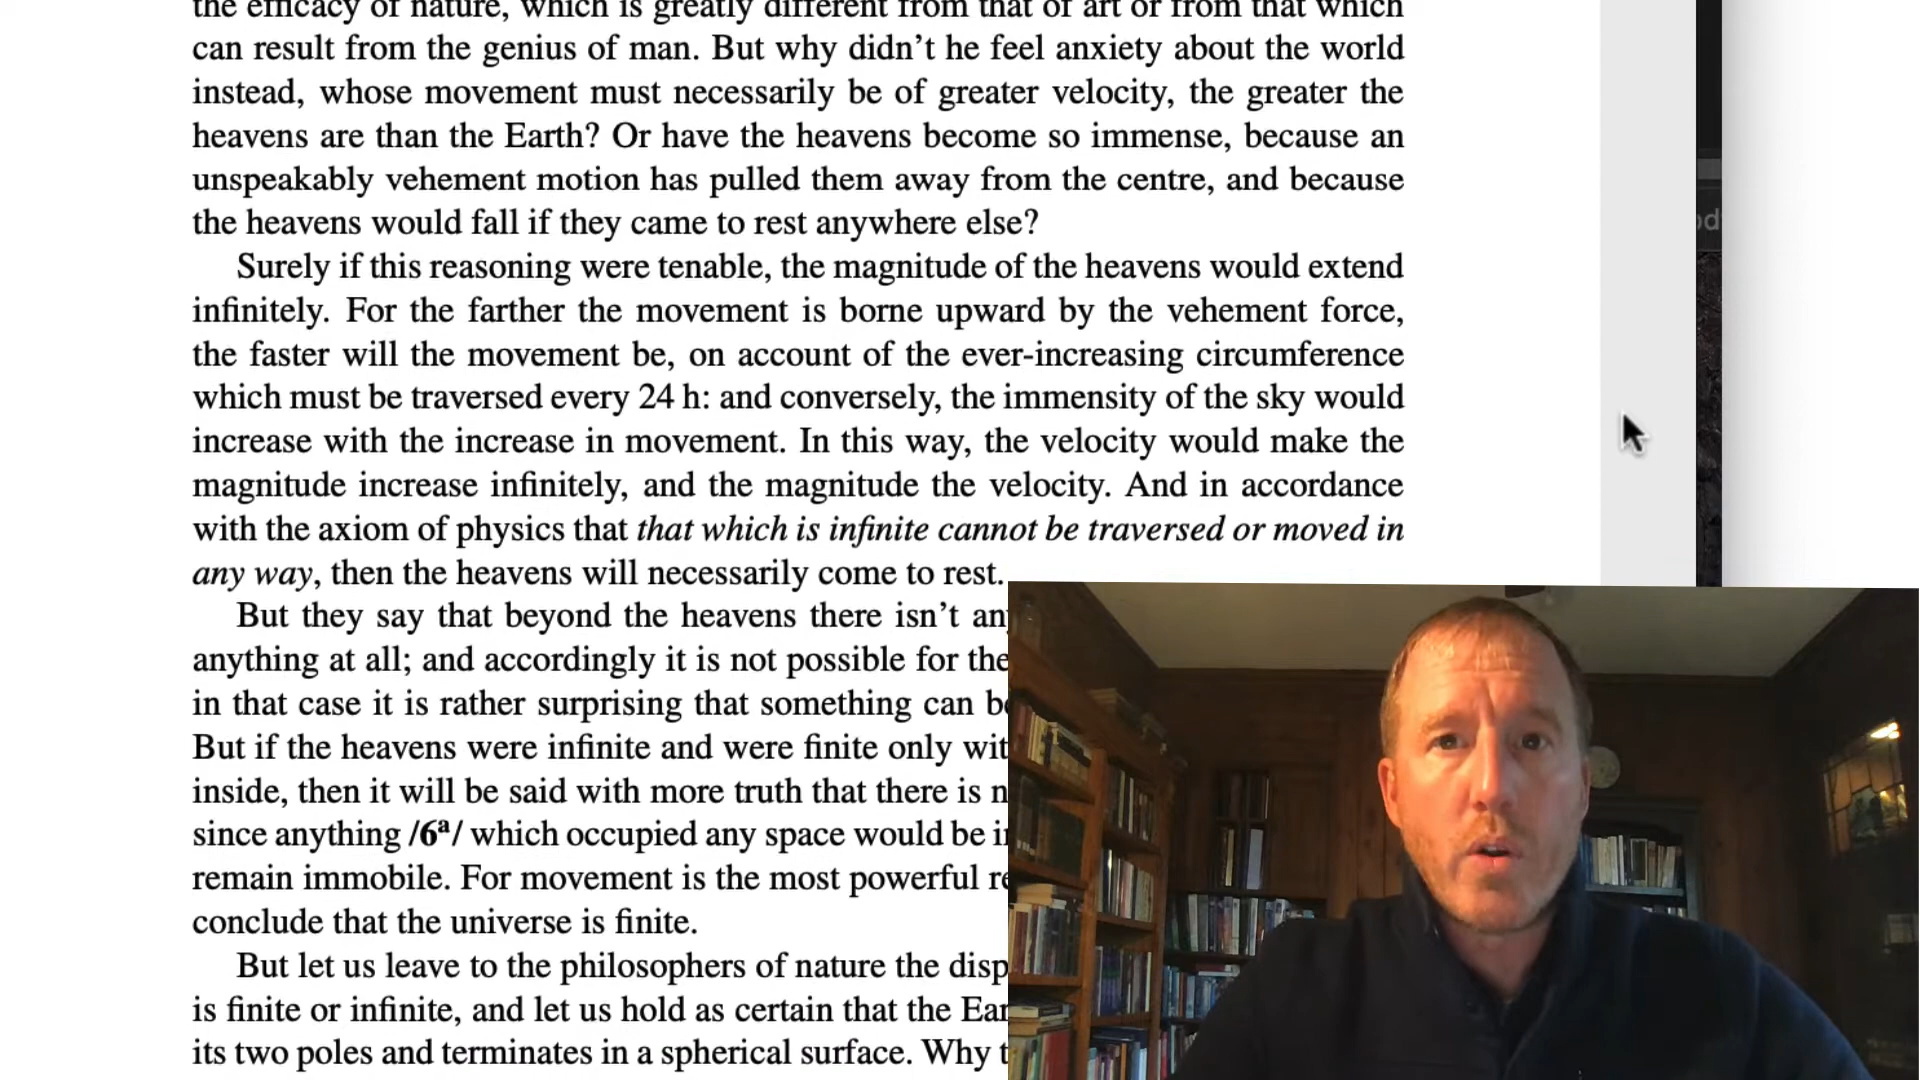 the efficacy of nature, which is greatly different from that of art or from that which
can result from the genius of man. But why didn’t he feel anxiety about the world
instead, whose movement must necessarily be of greater velocity, the greater the
heavens are than the Earth? Or have the heavens become so immense, because an
unspeakably vehement motion has pulled them away from the centre, and because
the heavens would fall if they came to rest anywhere else?
Surely if this reasoning were tenable, the magnitude of the heavens would extend
infinitely. For the farther the movement is borne upward by the vehement force,
the faster will the movement be, on account of the ever-increasing circumference
which must be traversed every 24 h: and conversely, the immensity of the sky would
increase with the increase in movement. In this way, the velocity would make the
magnitude increase infinitely, and the magnitude the velocity. And in accordance
with the axiom of physics that that which is infinite cannot be traversed or moved in
any way, then the heavens will necessarily come to rest.
But they say that beyond the heavens there isn’t
anything at all; and accordingly it is not possible for the
in that case it is rather surprising that something can
But if the heavens were infinite and were finite only
inside, then it will be said with more truth that there is
since anything /6ª/ which occupied any space would be
remain immobile. For movement is the most powerful
conclude that the universe is finite.
But let us leave to the philosophers of nature the
is finite or infinite, and let us hold as certain that the
its two poles and terminates in a spherical surface. Why